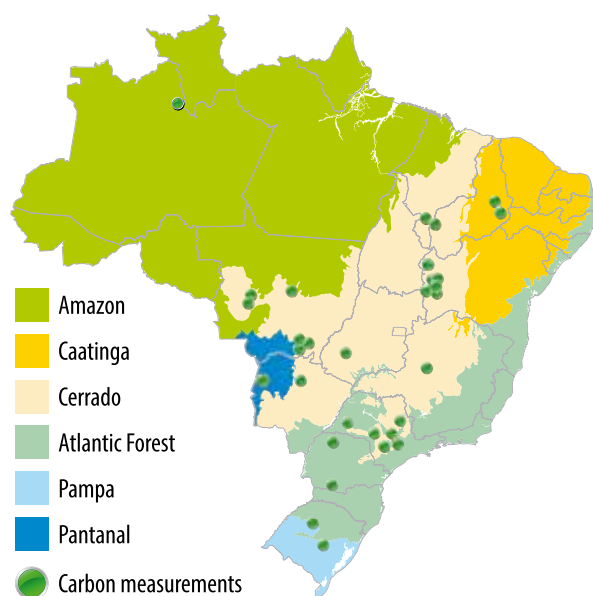 Amazon
Caatinga
Cerrado
Atlantic Forest
Pampa
Pantanal
Carbon measurements